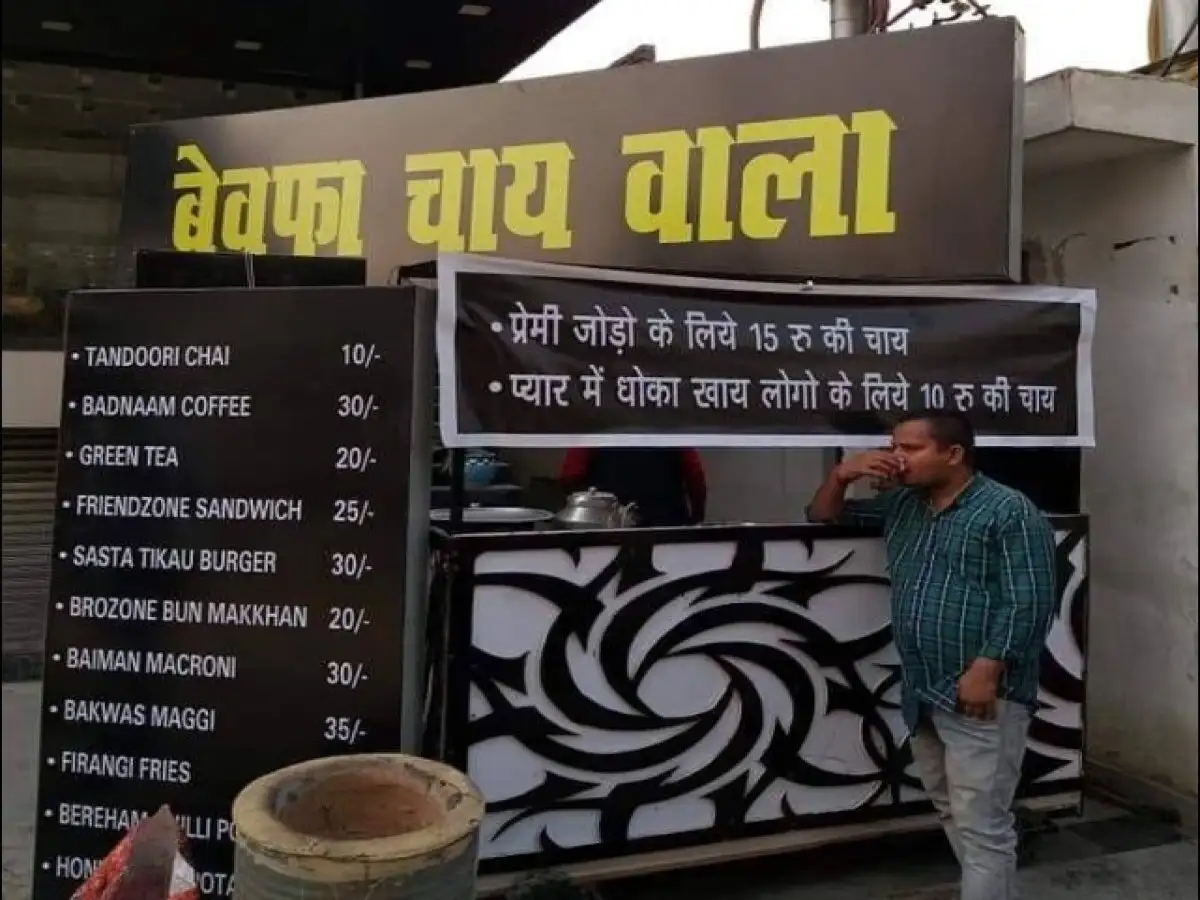 बेवफा चाय वाला
• प्रेमी जोड़ो के लिये 15 रु की चाय
• प्यार में धोका खाय लोगो के लिये 10 रु की चाय
• TANDOORI CHAI 10/-
• BADNAAM COFFEE 30/-
• GREEN TEA 20/-
• FRIENDZONE SANDWICH 25/-
• SASTA TIKAU BURGER 30/-
• BROZONE BUN MAKKHAN 20/-
• BAIMAN MACRONI 30/-
• BAKWAS MAGGI 35/-
• FIRANGI FRIES
• BEREHAM